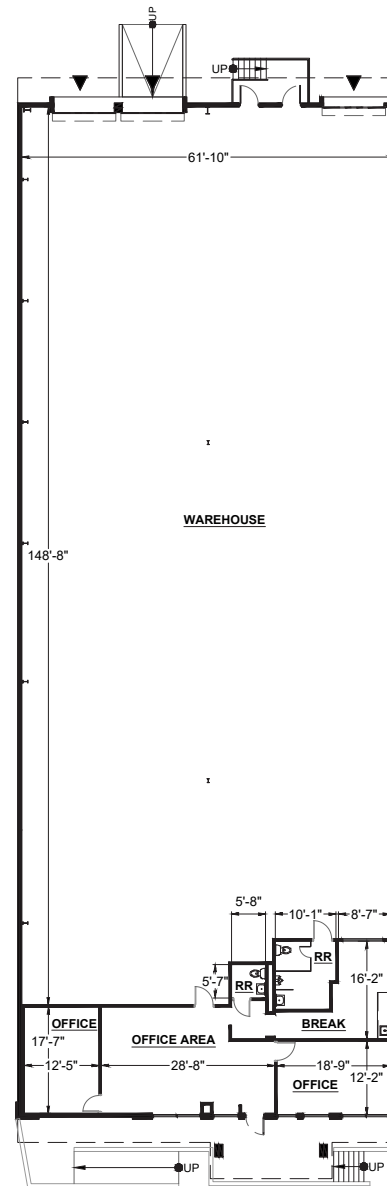 UP
UP
61'-10"
WAREHOUSE
148'-8"
5'-8"
10'-1"
8'-7"
RR
5'-7"
RR
16'-2"
OFFICE
BREAK
17'-7"
OFFICE AREA
12'-5"
28'-8"
18'-9"
12'-2"
OFFICE
UP
UP